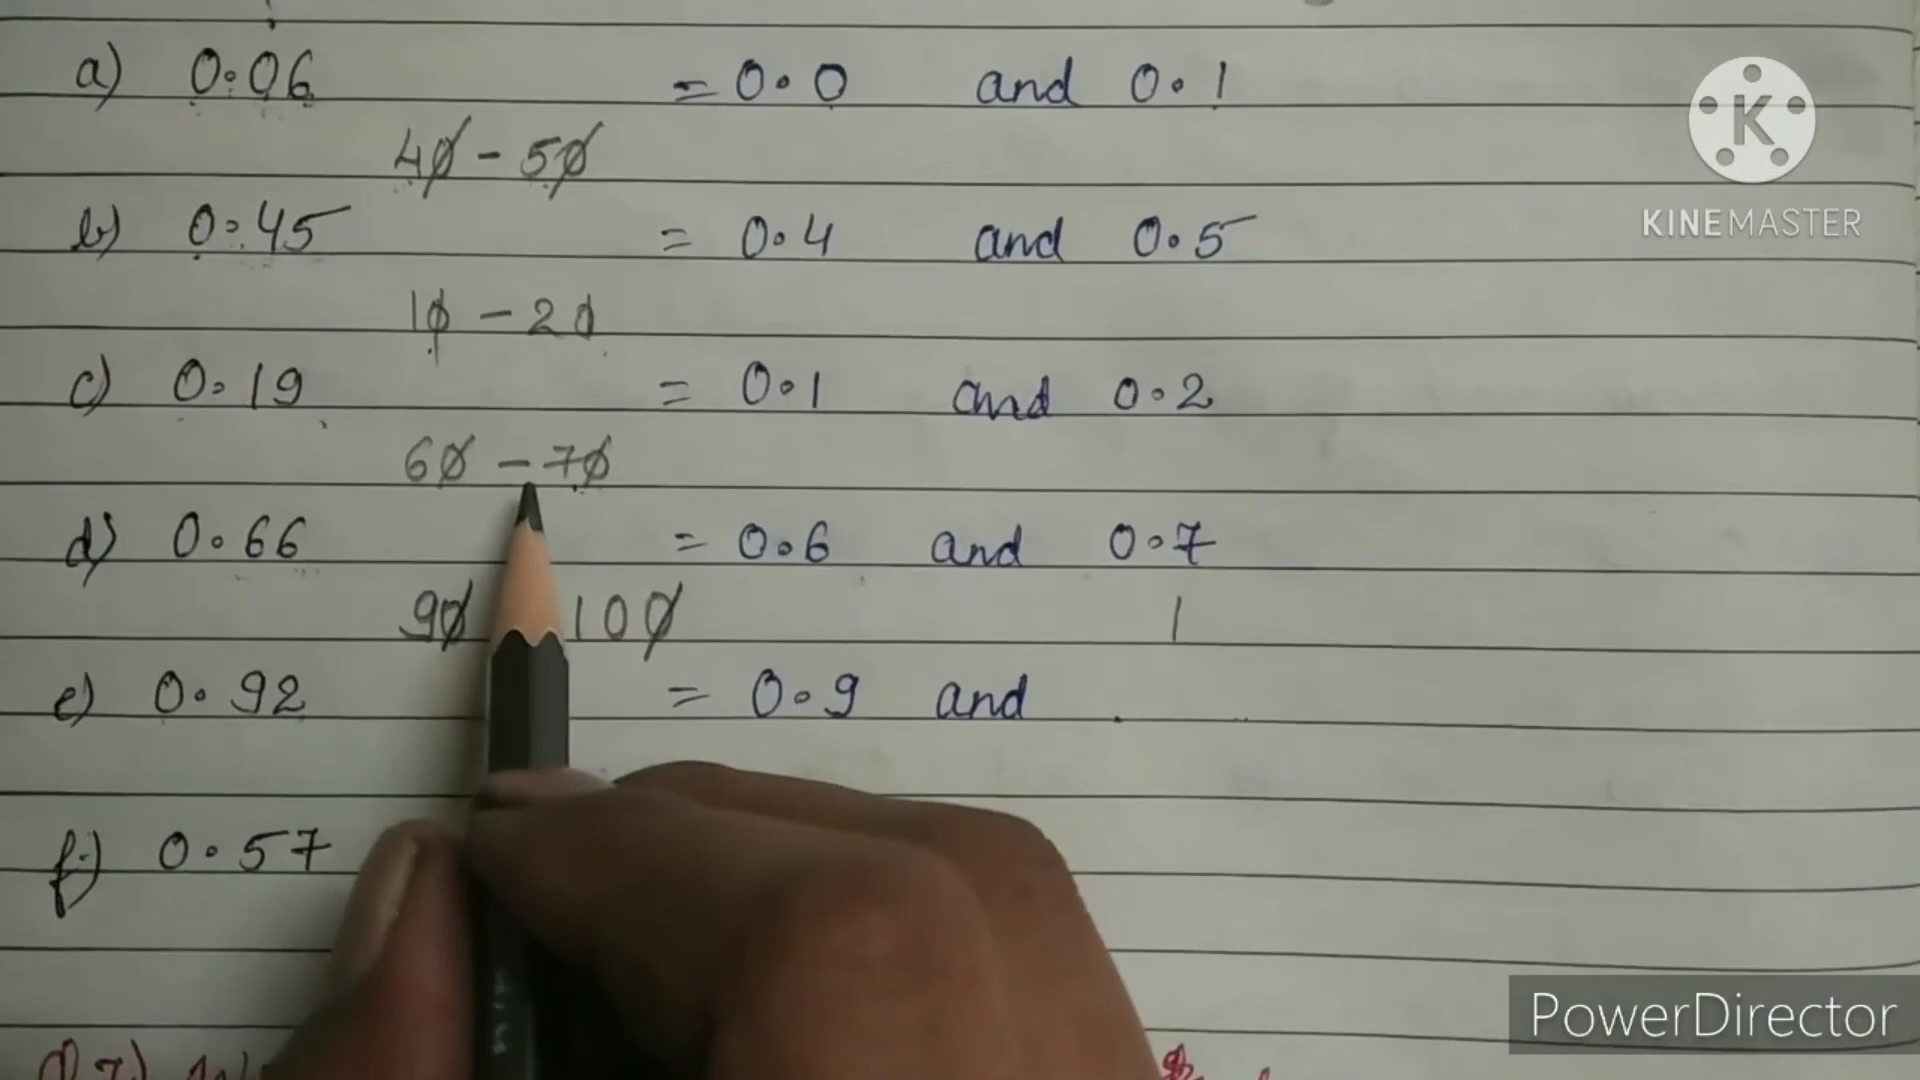 a) 0.06 = 0.0 and 0.1
40 - 50
b) 0.45 = 0.4 and 0.5
10 - 20
c) 0.19 = 0.1 and 0.2
60 - 70
d) 0.66 = 0.6 and 0.7
90 100 1
e) 0.92 = 0.9 and
f) 0.57
K
KINEMASTER
PowerDirector